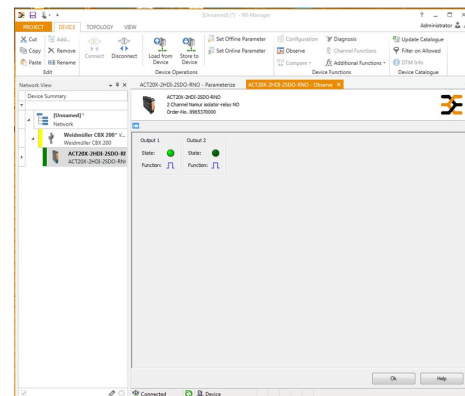 [Unnamed] (*) - WI-Manager
PROJECT DEVICE TOPOLOGY VIEW Administrator
Cut Add...
Copy Remove
Paste Rename
Edit
Connect Disconnect
Load from Device Store to Device
Set Offline Parameter
Set Online Parameter
Device Operations
Configuration Diagnosis
Observe Channel Functions
Compare Additional Functions
Device Functions
Update Catalogue
Filter on Allowed
DTM Info
Device Catalogue
Network View
Device Summary
[Unnamed]*
Network
Weidmüller CBX 200*
Weidmüller CBX 200
ACT20X-2HDI-2SDO-RN
ACT20X-2HDI-2SDO-RN
ACT20X-2HDI-2SDO-RNO - Parameterize ACT20X-2HDI-2SDO-RNO - Observe
ACT20X-2HDI-2SDO-RNO
2 Channel Namur isolator-relay NO
Order-No. 8965370000
Output 1 Output 2
State: State:
Function: Function:
Ok Help
Connected Device